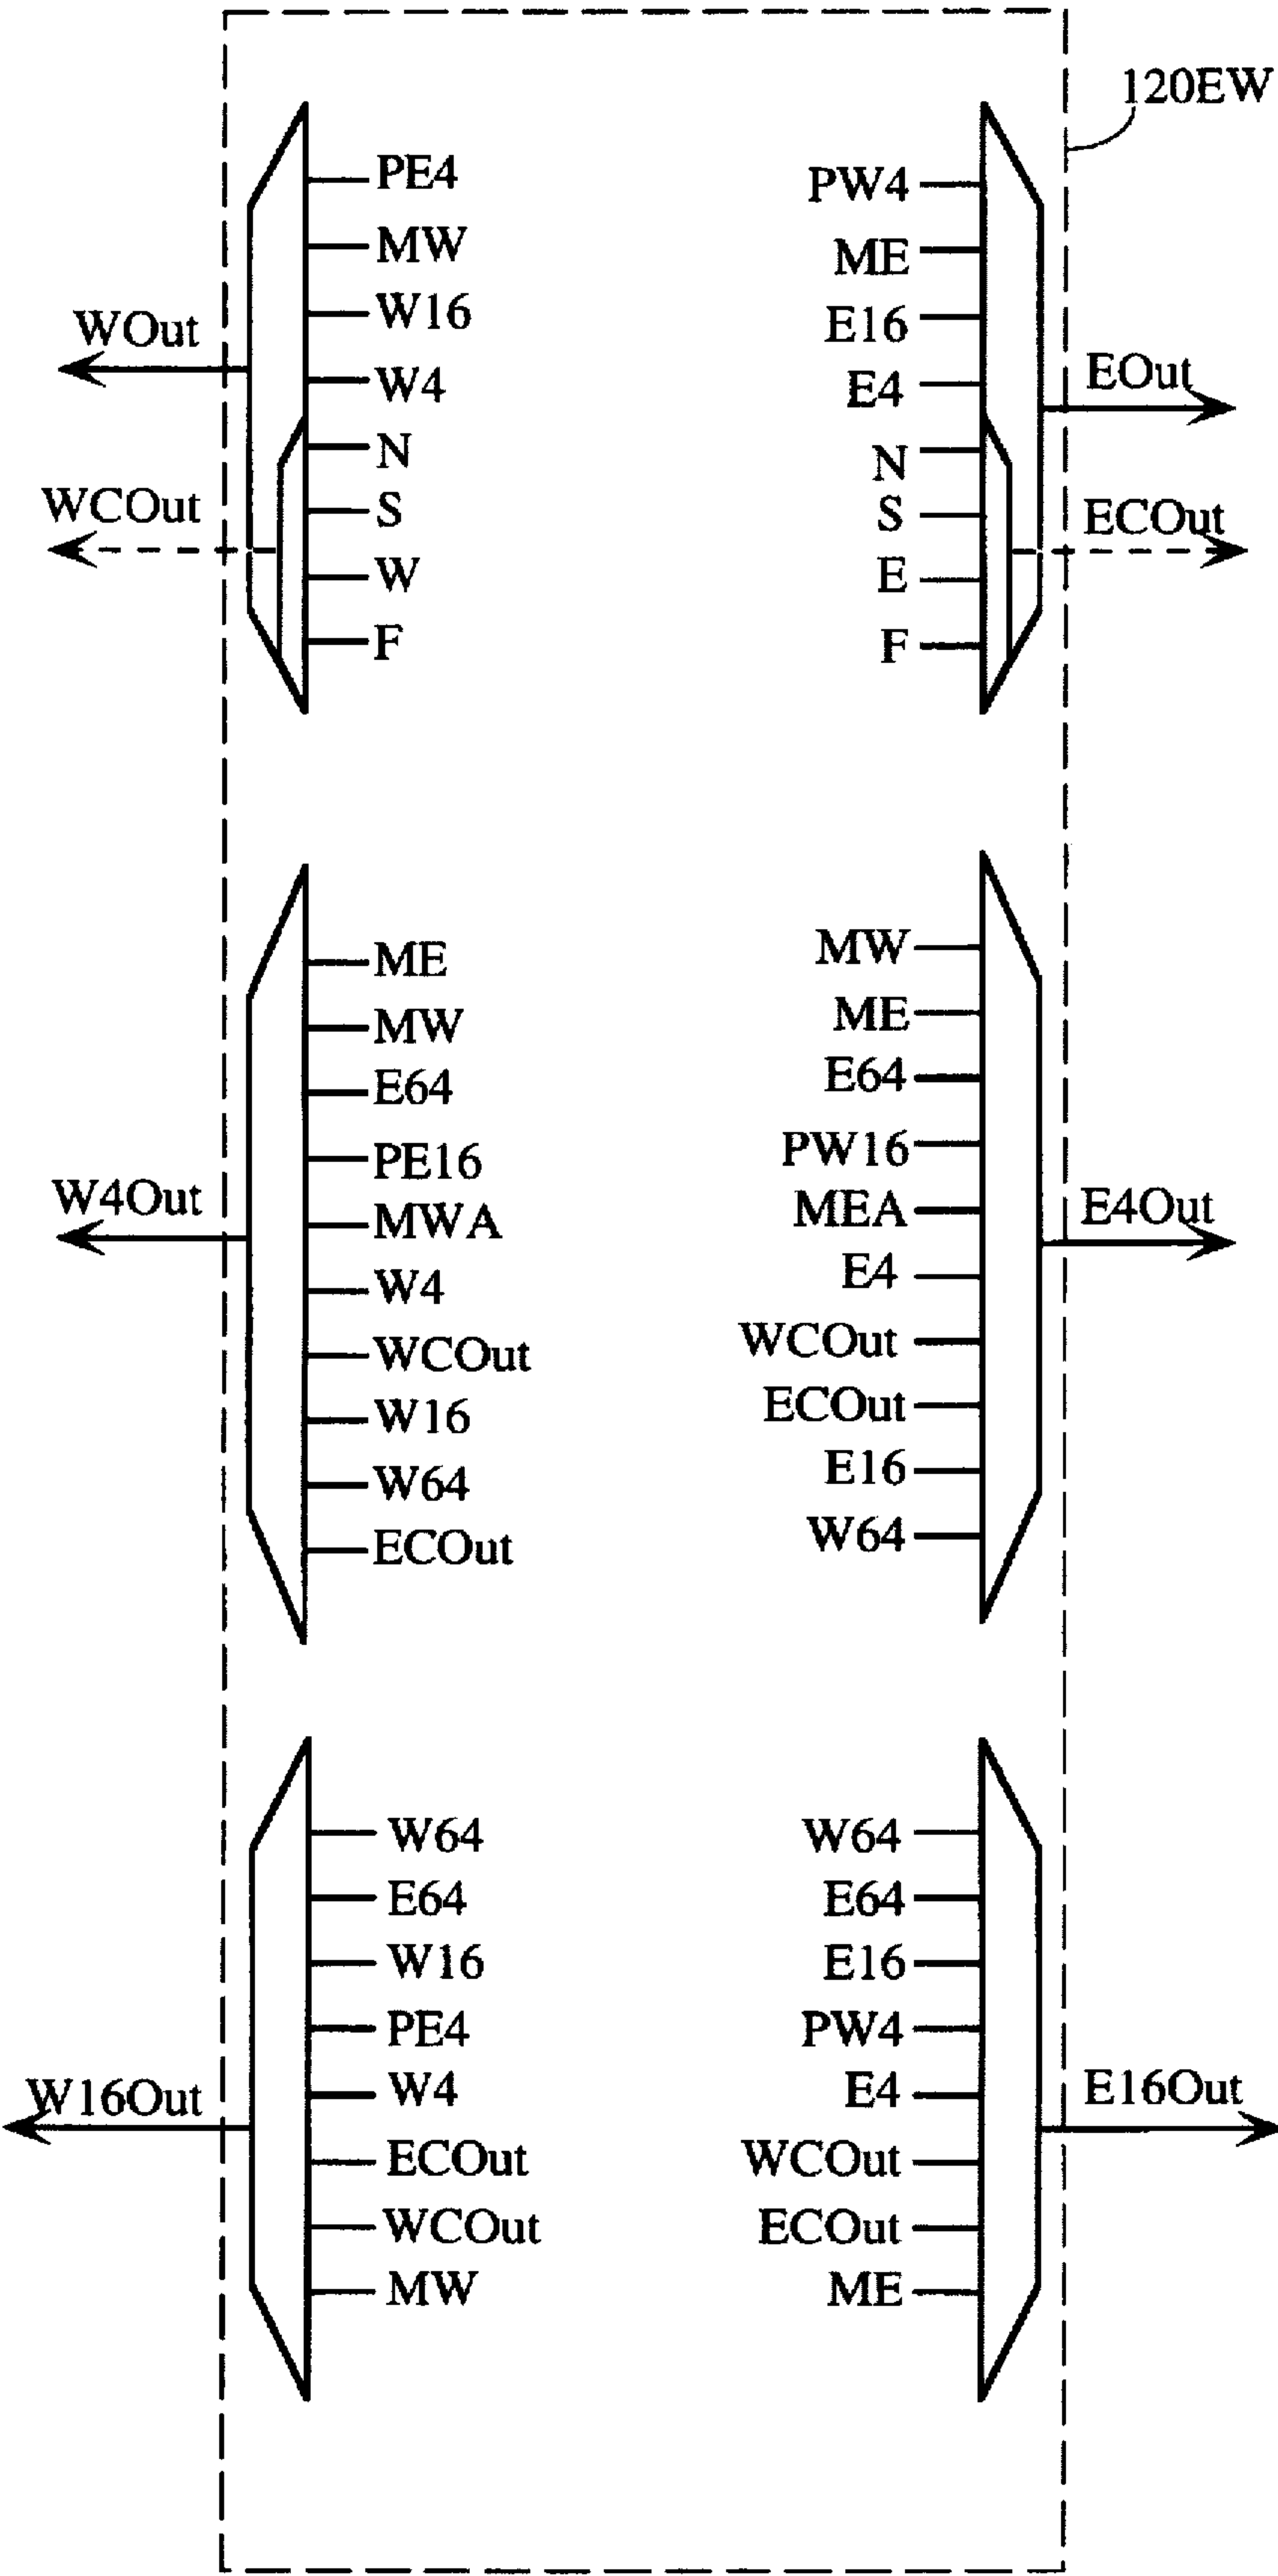 120EW
PE4
MW
W16
W4
N
S
W
F
WOut
WCOut
PW4
ME
E16
E4
N
S
E
F
EOut
ECOut
ME
MW
E64
PE16
MWA
W4
WCOut
W16
W64
ECOut
W4Out
MW
ME
E64
PW16
MEA
E4
WCOut
ECOut
E16
W64
E4Out
W64
E64
W16
PE4
W4
ECOut
WCOut
MW
W16Out
W64
E64
E16
PW4
E4
WCOut
ECOut
ME
E16Out